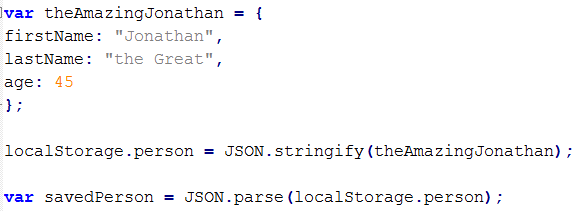 var theAmazingJonathan = {
firstName: "Jonathan",
lastName: "the Great",
age: 45
};
localStorage.person = JSON.stringify(theAmazingJonathan);
var savedPerson = JSON.parse(localStorage.person);